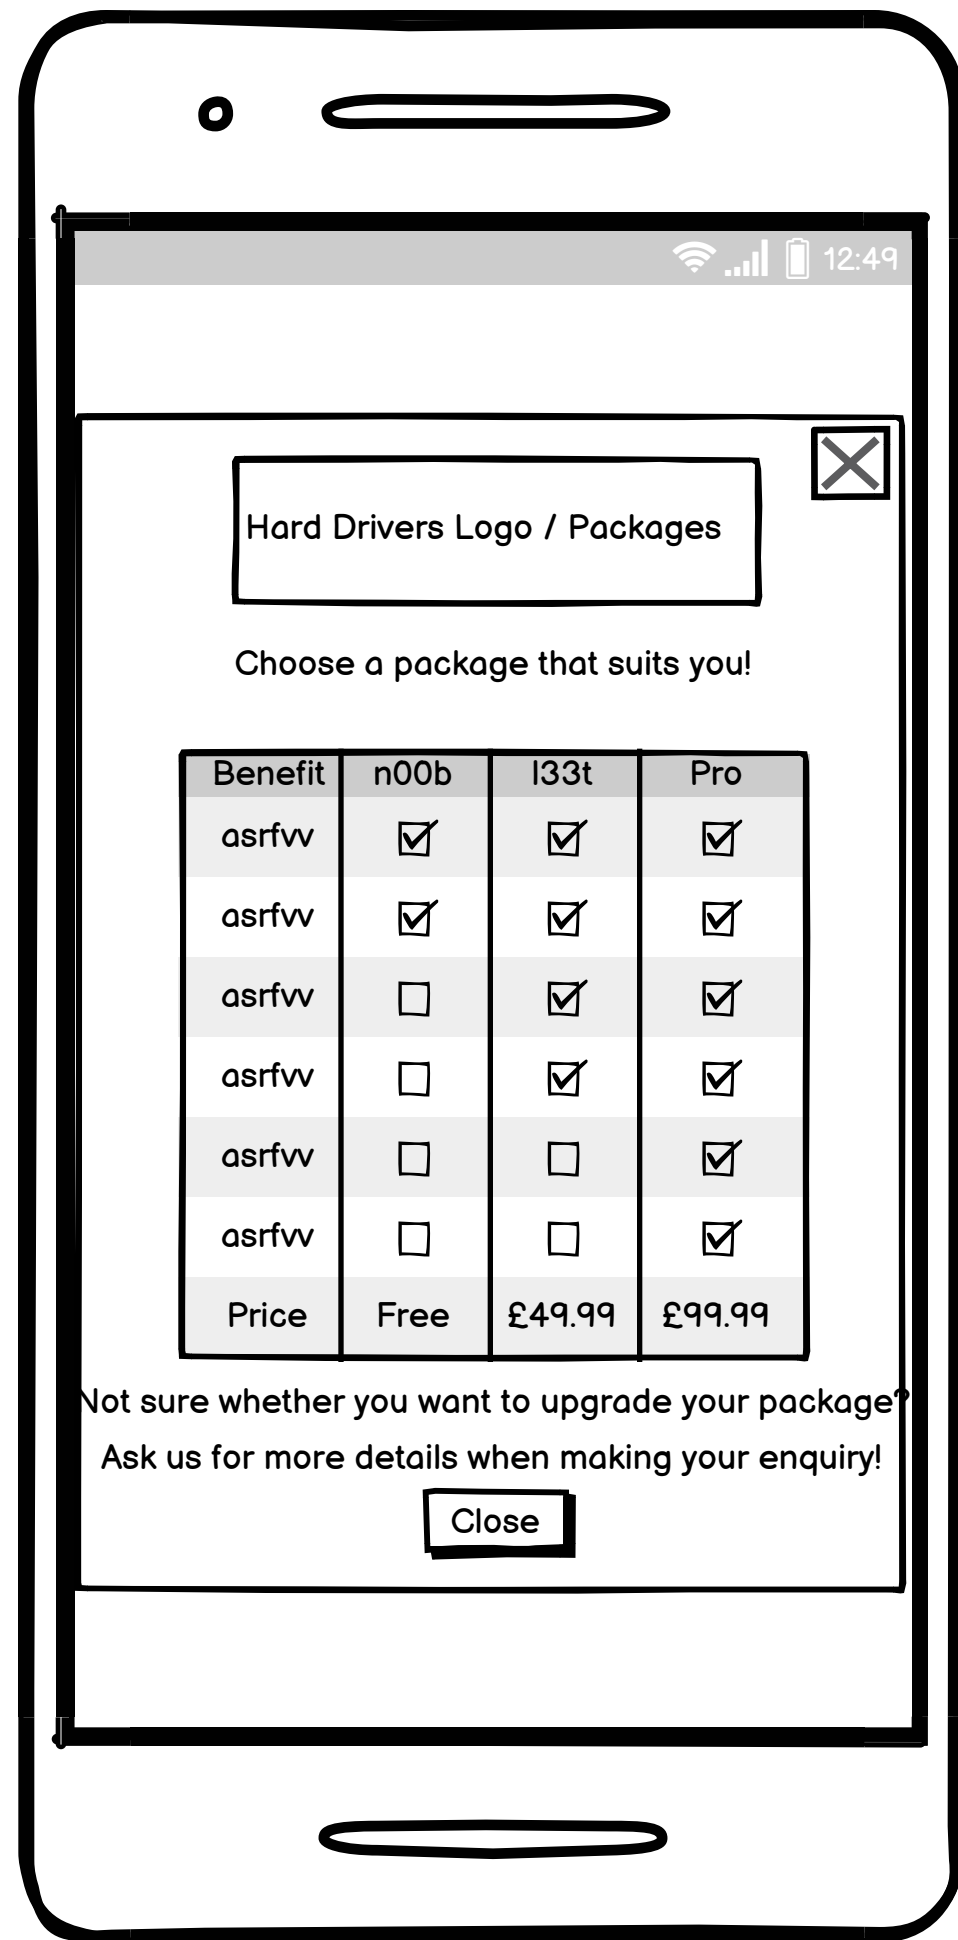 12:49
Hard Drivers Logo / Packages
Choose a package that suits you!
Benefit n00b l33t Pro
asrfvv
asrfvv
asrfvv
asrfvv
asrfvv
asrfvv
Price Free £49.99 £99.99
Not sure whether you want to upgrade your package?
Ask us for more details when making your enquiry!
Close